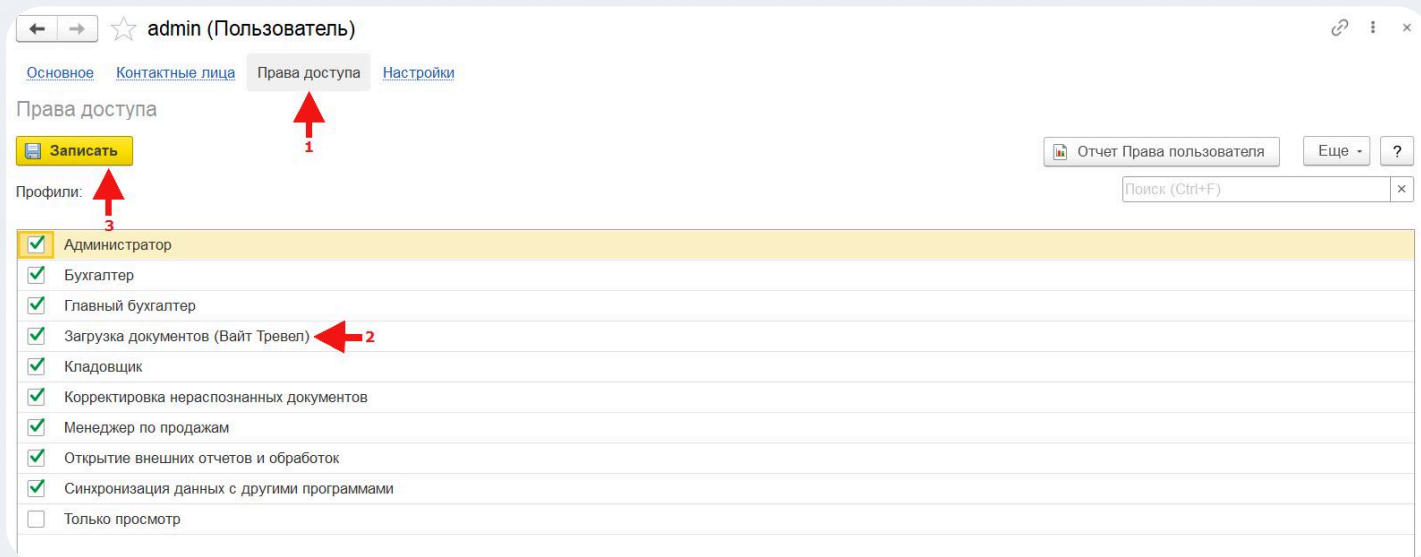 admin (Пользователь)
Основное Контактные лица Права доступа Настройки
Права доступа
1
Записать Отчет Права пользователя Еще ?
Профили: Поиск (Ctrl+F) ×
3
Администратор
Бухгалтер
Главный бухгалтер
Загрузка документов (Вайт Тревел) 2
Кладовщик
Корректировка нераспознанных документов
Менеджер по продажам
Открытие внешних отчетов и обработок
Синхронизация данных с другими программами
Только просмотр